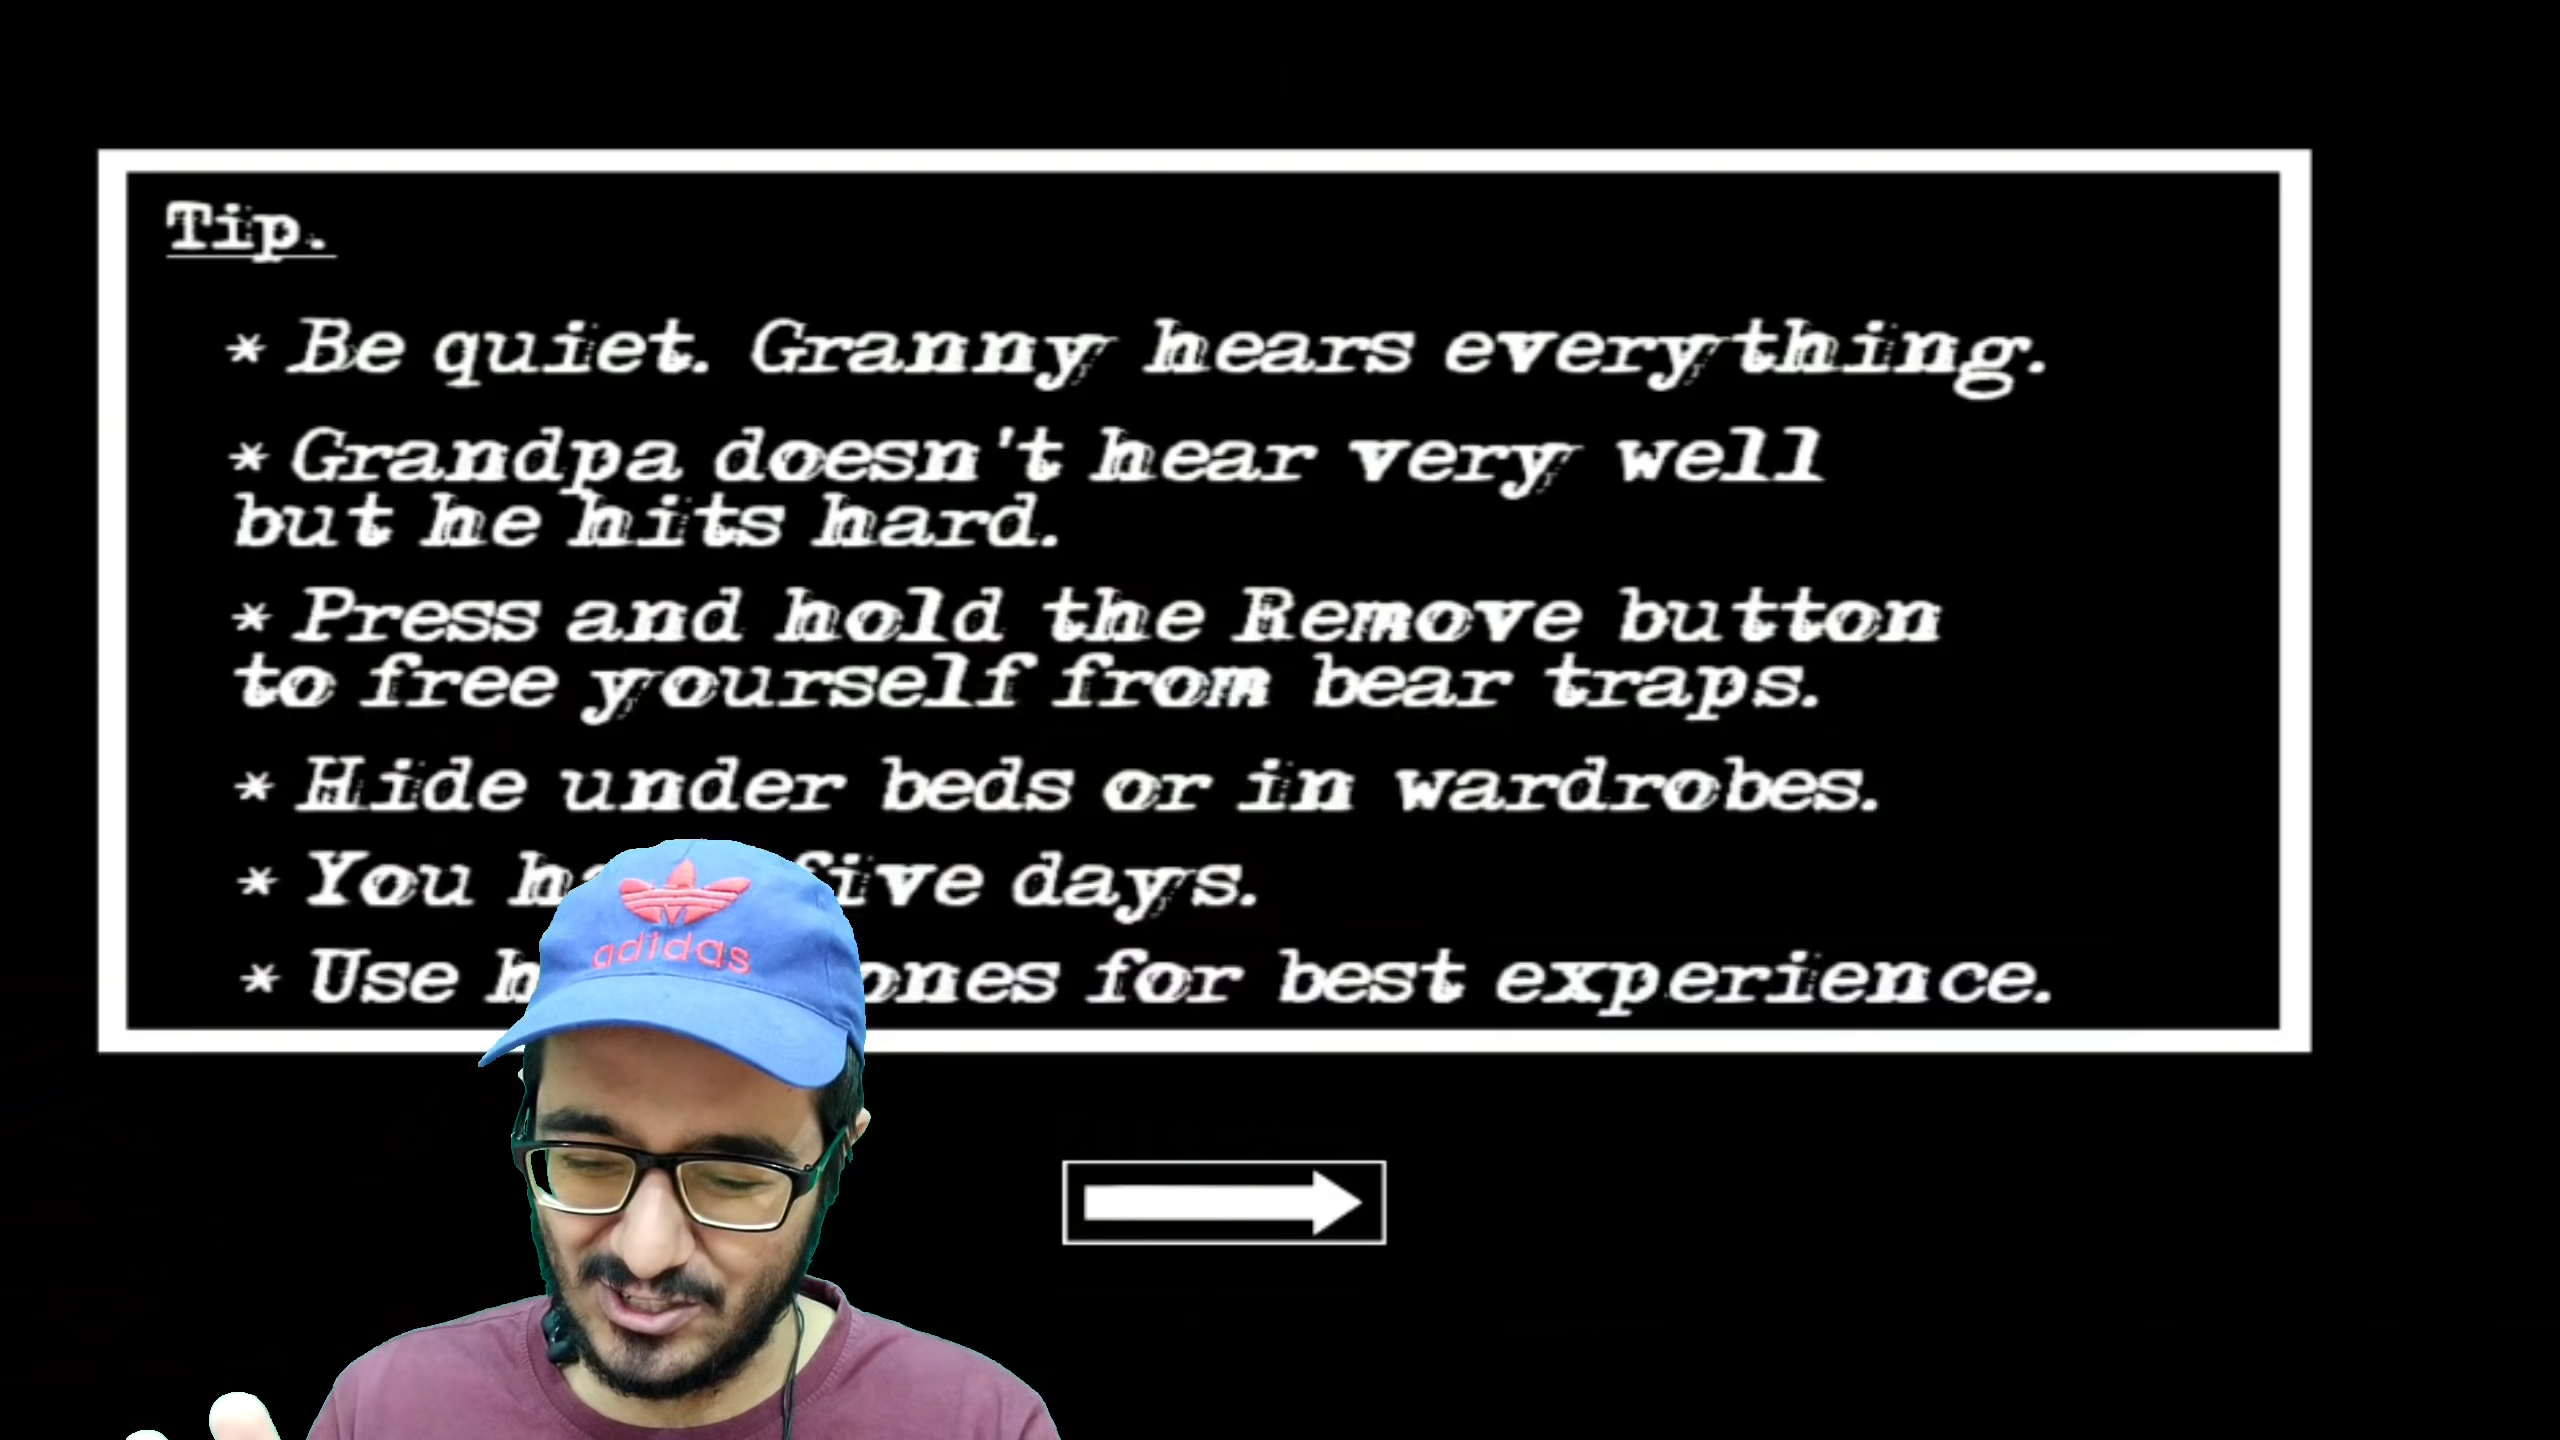 Tip.
* Be quiet. Granny hears everything.
* Grandpa doesn't hear very well
but he hits hard.
* Press and hold the Remove button
to free yourself from bear traps.
* Hide under beds or in wardrobes.
* You five days.
* Use for best experience.
adidas